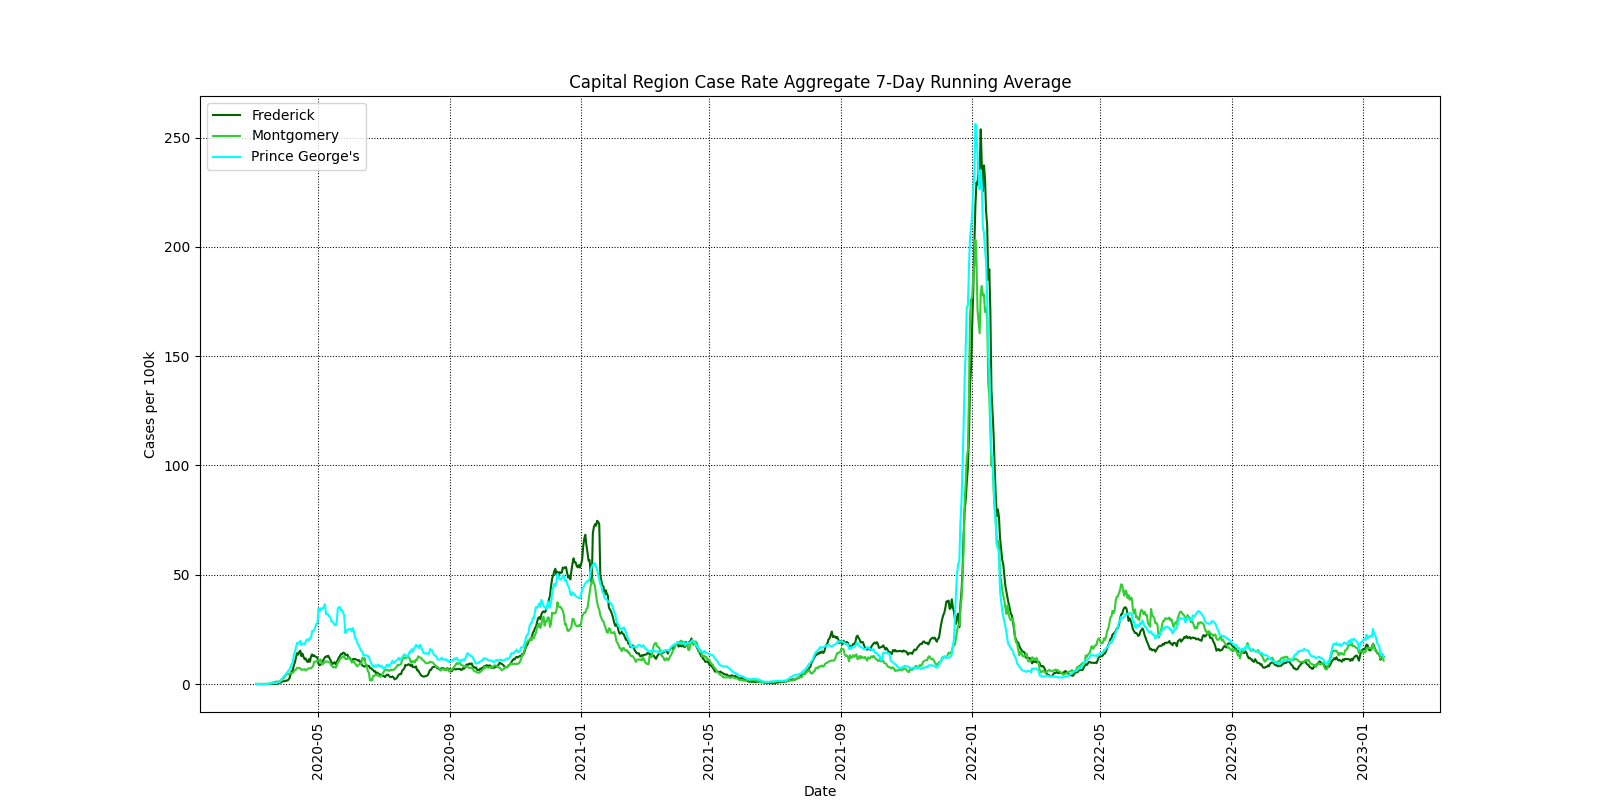 Capital Region Case Rate Aggregate 7-Day Running Average
Frederick
Montgomery
Prince George's
Cases per 100k
250
200
150
100
50
0
2020-05
2020-09
2021-01
2021-05
2021-09
2022-01
2022-05
2022-09
2023-01
Date